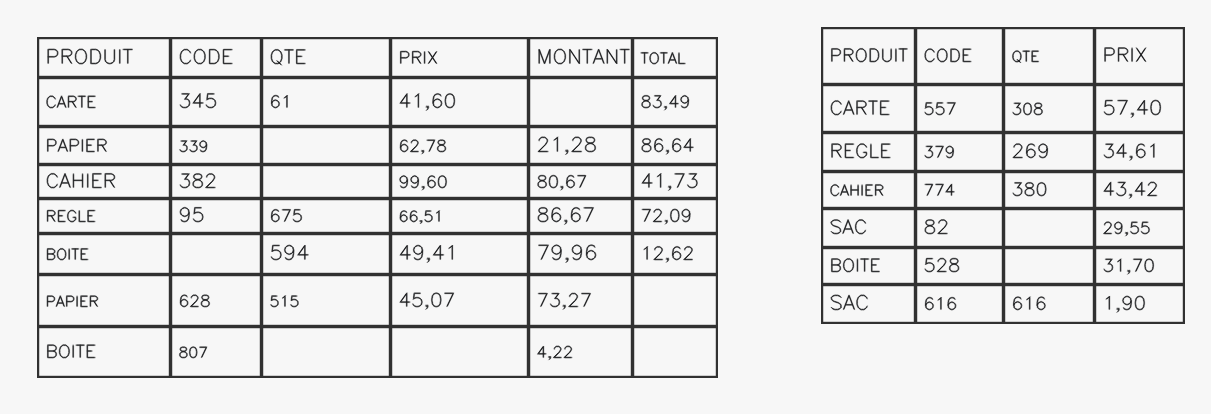 PRODUIT CODE QTE PRIX MONTANT TOTAL
CARTE 345 61 41,60 83,49
PAPIER 339 62,78 21,28 86,64
CAHIER 382 99,60 80,67 41,73
REGLE 95 675 66,51 86,67 72,09
BOITE 594 49,41 79,96 12,62
PAPIER 628 515 45,07 73,27
BOITE 807 4,22
PRODUIT CODE QTE PRIX
CARTE 557 308 57,40
REGLE 379 269 34,61
CAHIER 774 380 43,42
SAC 82 29,55
BOITE 528 31,70
SAC 616 616 1,90